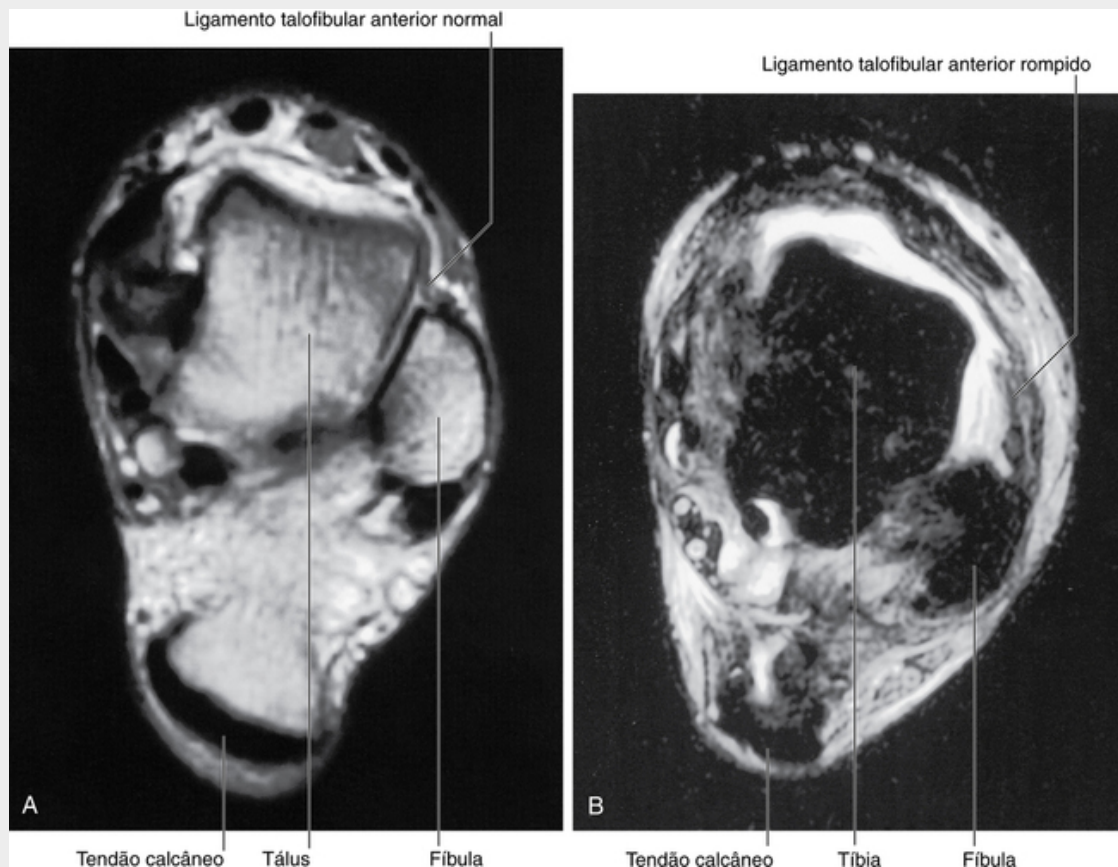 Ligamento talofibular anterior normal
Ligamento talofibular anterior rompido
A
B
Tendão calcâneo Tálus Fíbula
Tendão calcâneo Tíbia Fíbula